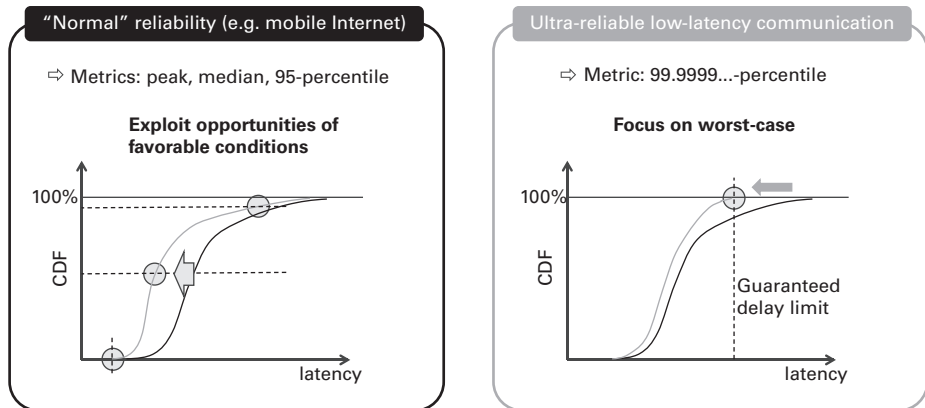 “Normal” reliability (e.g. mobile Internet)
⇨ Metrics: peak, median, 95-percentile
Exploit opportunities of
favorable conditions
100%
CDF
latency
Ultra-reliable low-latency communication
⇨ Metric: 99.9999...-percentile
Focus on worst-case
100%
CDF
Guaranteed
delay limit
latency